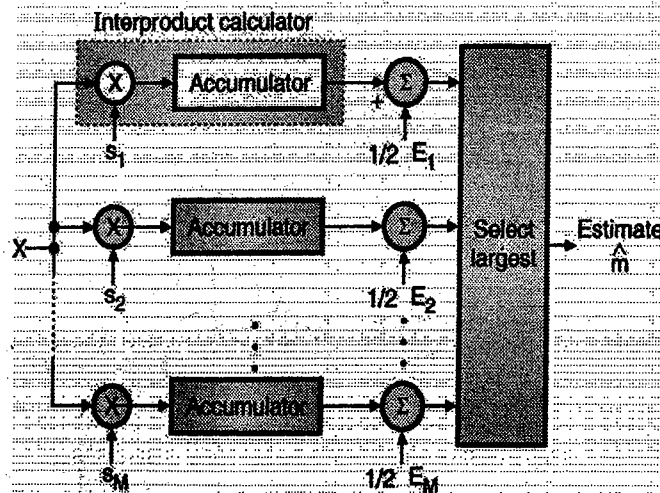 Interproduct calculator
X Accumulator + Σ
s1 1/2 E1
X Accumulator Σ Select largest Estimate
X m̂
s2 1/2 E2
X Accumulator Σ
sM 1/2 EM